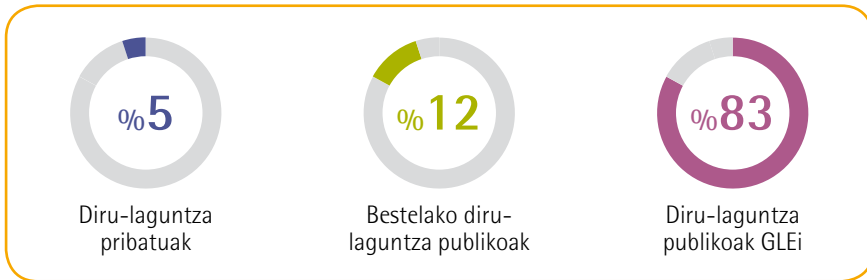 %5
Diru-laguntza
pribatuak
%12
Bestelako diru-
laguntza publikoak
%83
Diru-laguntza
publikoak GLEi